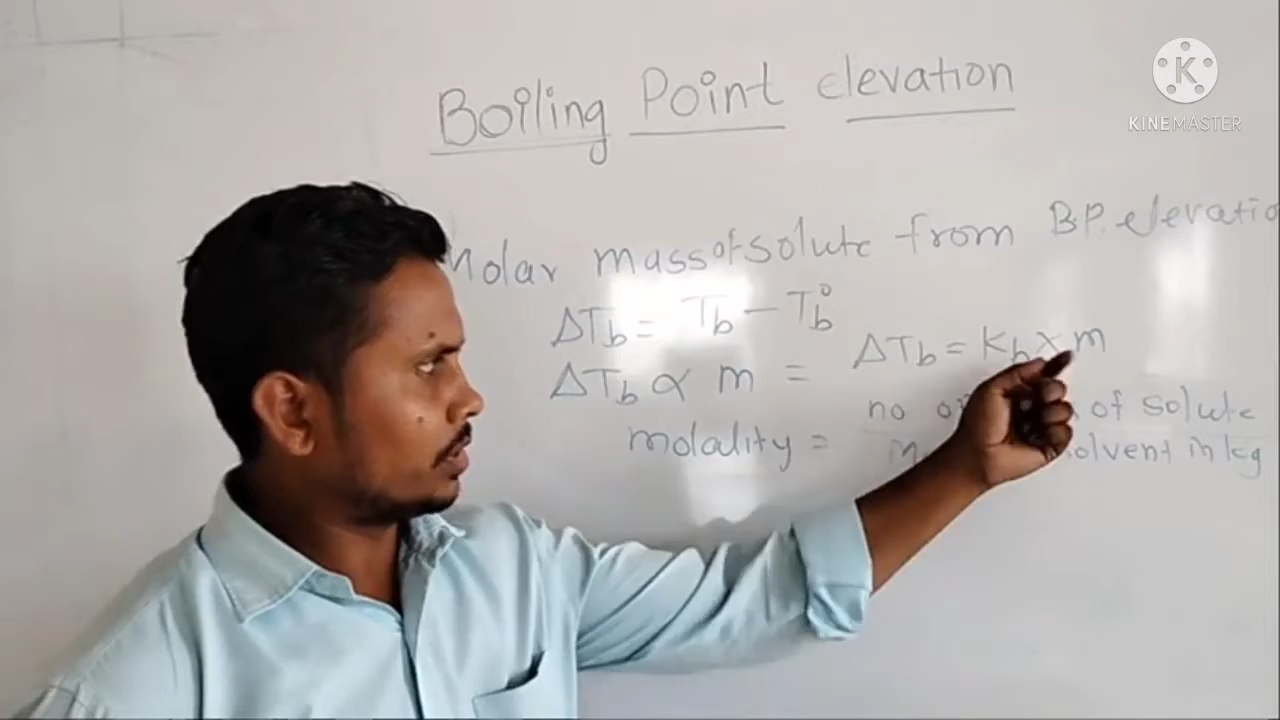 Boiling Point elevation
K
KINEMASTER
Molar mass of solute from B.P. elevatio
ΔTb = Tb − Tb°
ΔTb ∝ m = ΔTb = Kb × m
molality = no of solute
solvent in kg